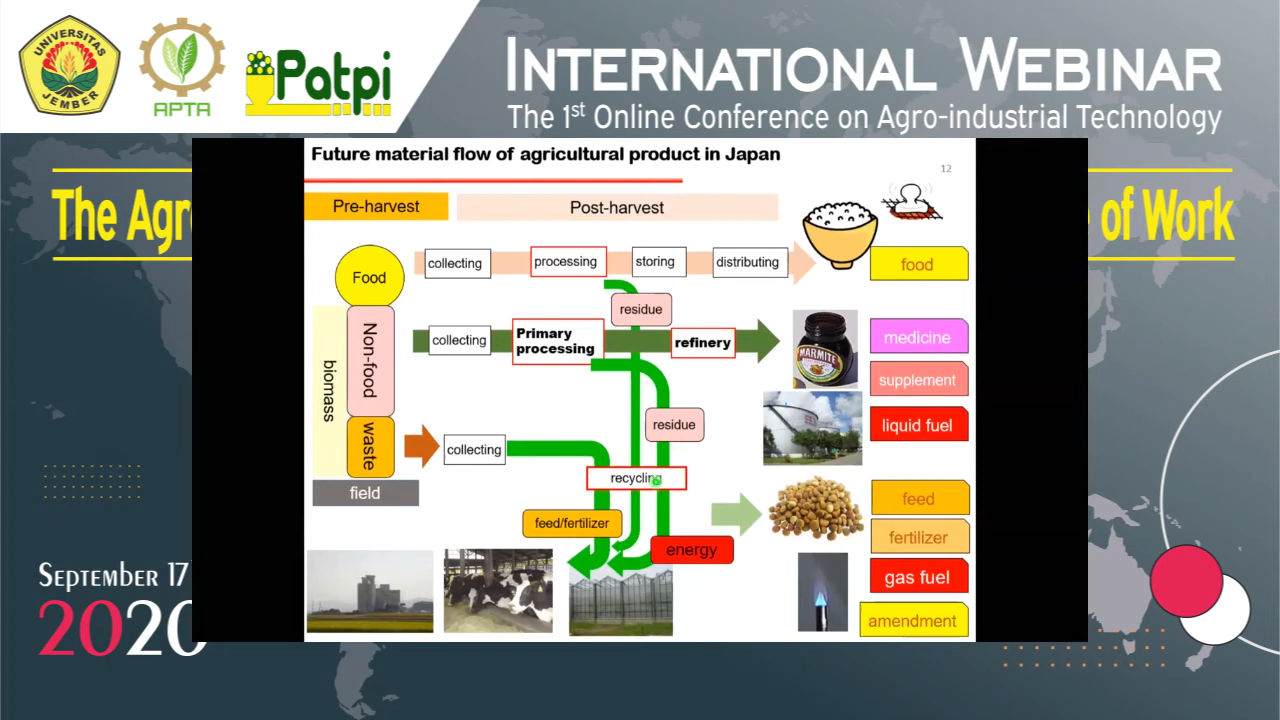 UNIVERSITAS
JEMBER
APTA
Patpi
INTERNATIONAL WEBINAR
The 1st Online Conference on Agro-industrial Technology
The Agr
e of Work
SEPTEMBER 17
2020
Future material flow of agricultural product in Japan
12
Pre-harvest
Post-harvest
Food
collecting
processing
storing
distributing
food
residue
Non-food
biomass
collecting
Primary
processing
refinery
MARMITE
medicine
supplement
waste
collecting
residue
liquid fuel
field
recycling
feed/fertilizer
energy
feed
fertilizer
gas fuel
amendment